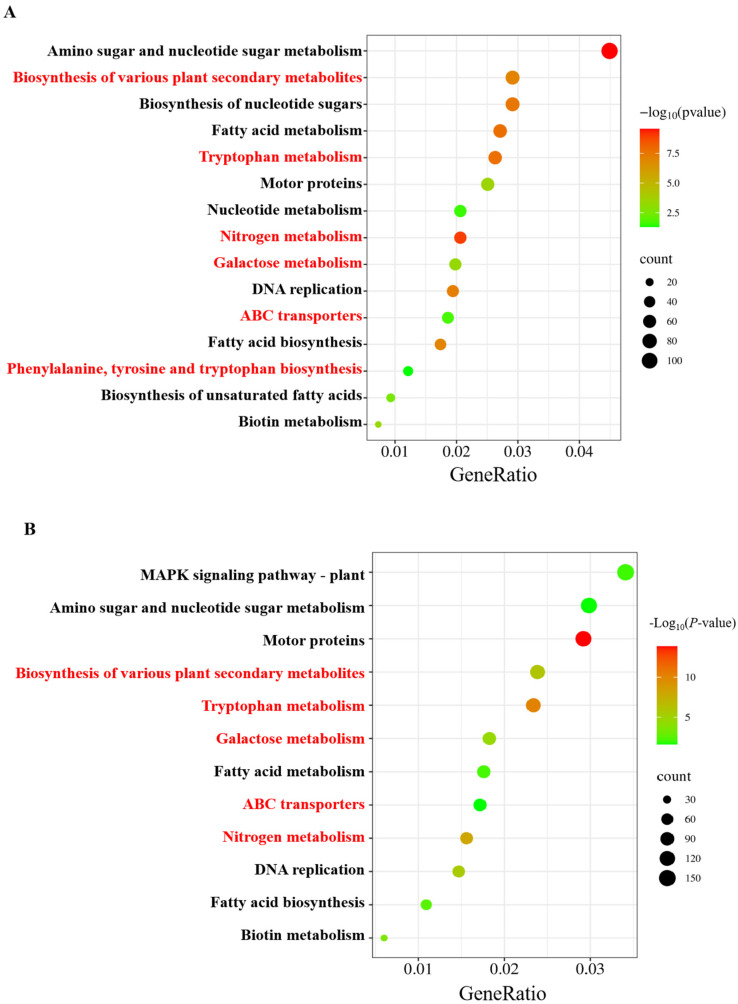 A
Amino sugar and nucleotide sugar metabolism
Biosynthesis of various plant secondary metabolites
Biosynthesis of nucleotide sugars
Fatty acid metabolism
Tryptophan metabolism
Motor proteins
Nucleotide metabolism
Nitrogen metabolism
Galactose metabolism
DNA replication
ABC transporters
Fatty acid biosynthesis
Phenylalanine, tyrosine and tryptophan biosynthesis
Biosynthesis of unsaturated fatty acids
Biotin metabolism
0.01 0.02 0.03 0.04
GeneRatio
−log10(pvalue)
7.5
5.0
2.5
count
20
40
60
80
100
B
MAPK signaling pathway - plant
Amino sugar and nucleotide sugar metabolism
Motor proteins
Biosynthesis of various plant secondary metabolites
Tryptophan metabolism
Galactose metabolism
Fatty acid metabolism
ABC transporters
Nitrogen metabolism
DNA replication
Fatty acid biosynthesis
Biotin metabolism
0.01 0.02 0.03
GeneRatio
-Log10(P-value)
10
5
count
30
60
90
120
150